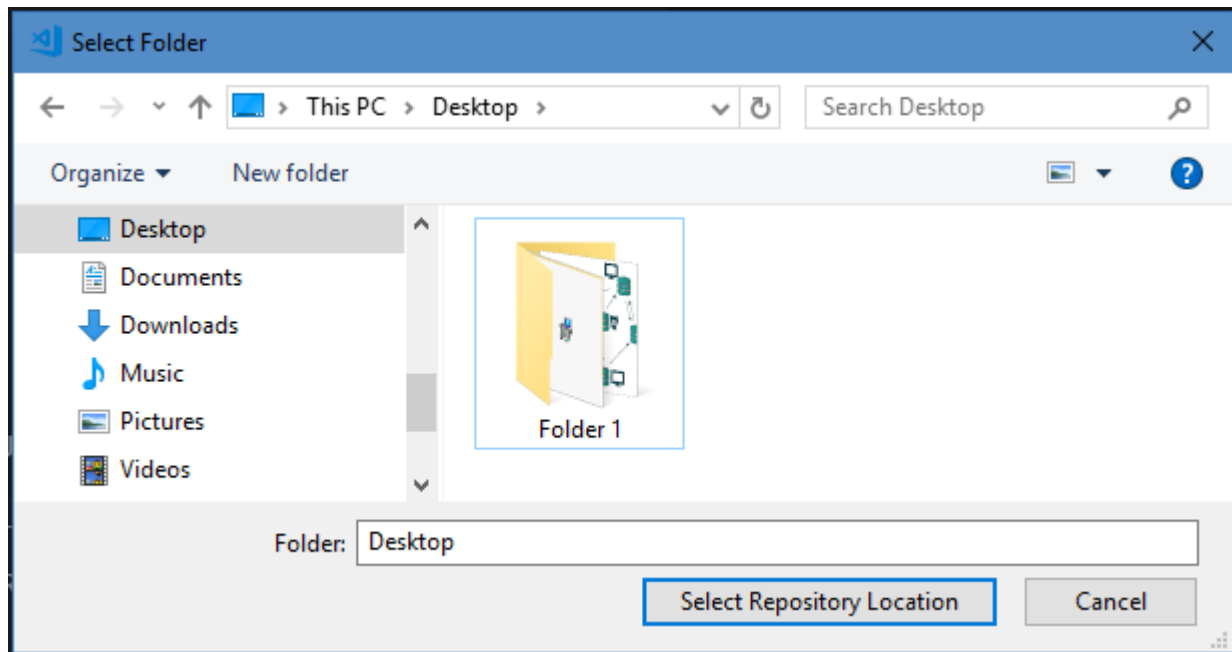 Select Folder
This PC > Desktop >
Search Desktop
Organize
New folder
?
Desktop
Documents
Downloads
Music
Pictures
Videos
Folder 1
Folder: Desktop
Select Repository Location
Cancel